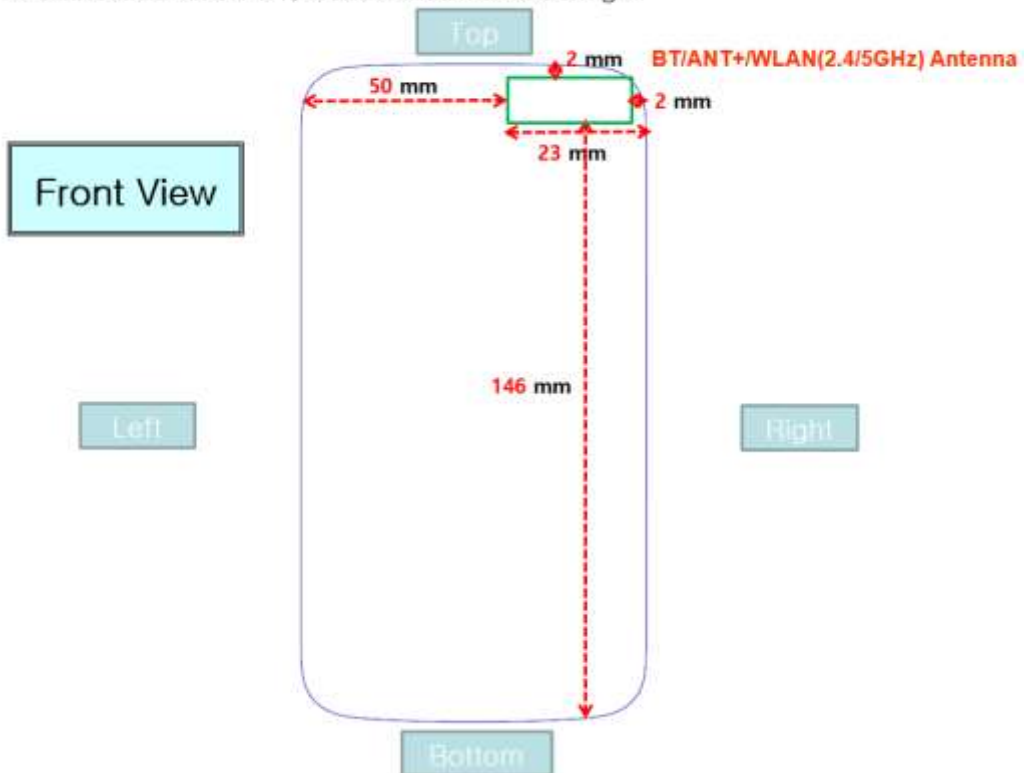 Top
2 mm
BT/ANT+/WLAN(2.4/5GHz) Antenna
50 mm
2 mm
23 mm
Front View
146 mm
Left
Right
Bottom